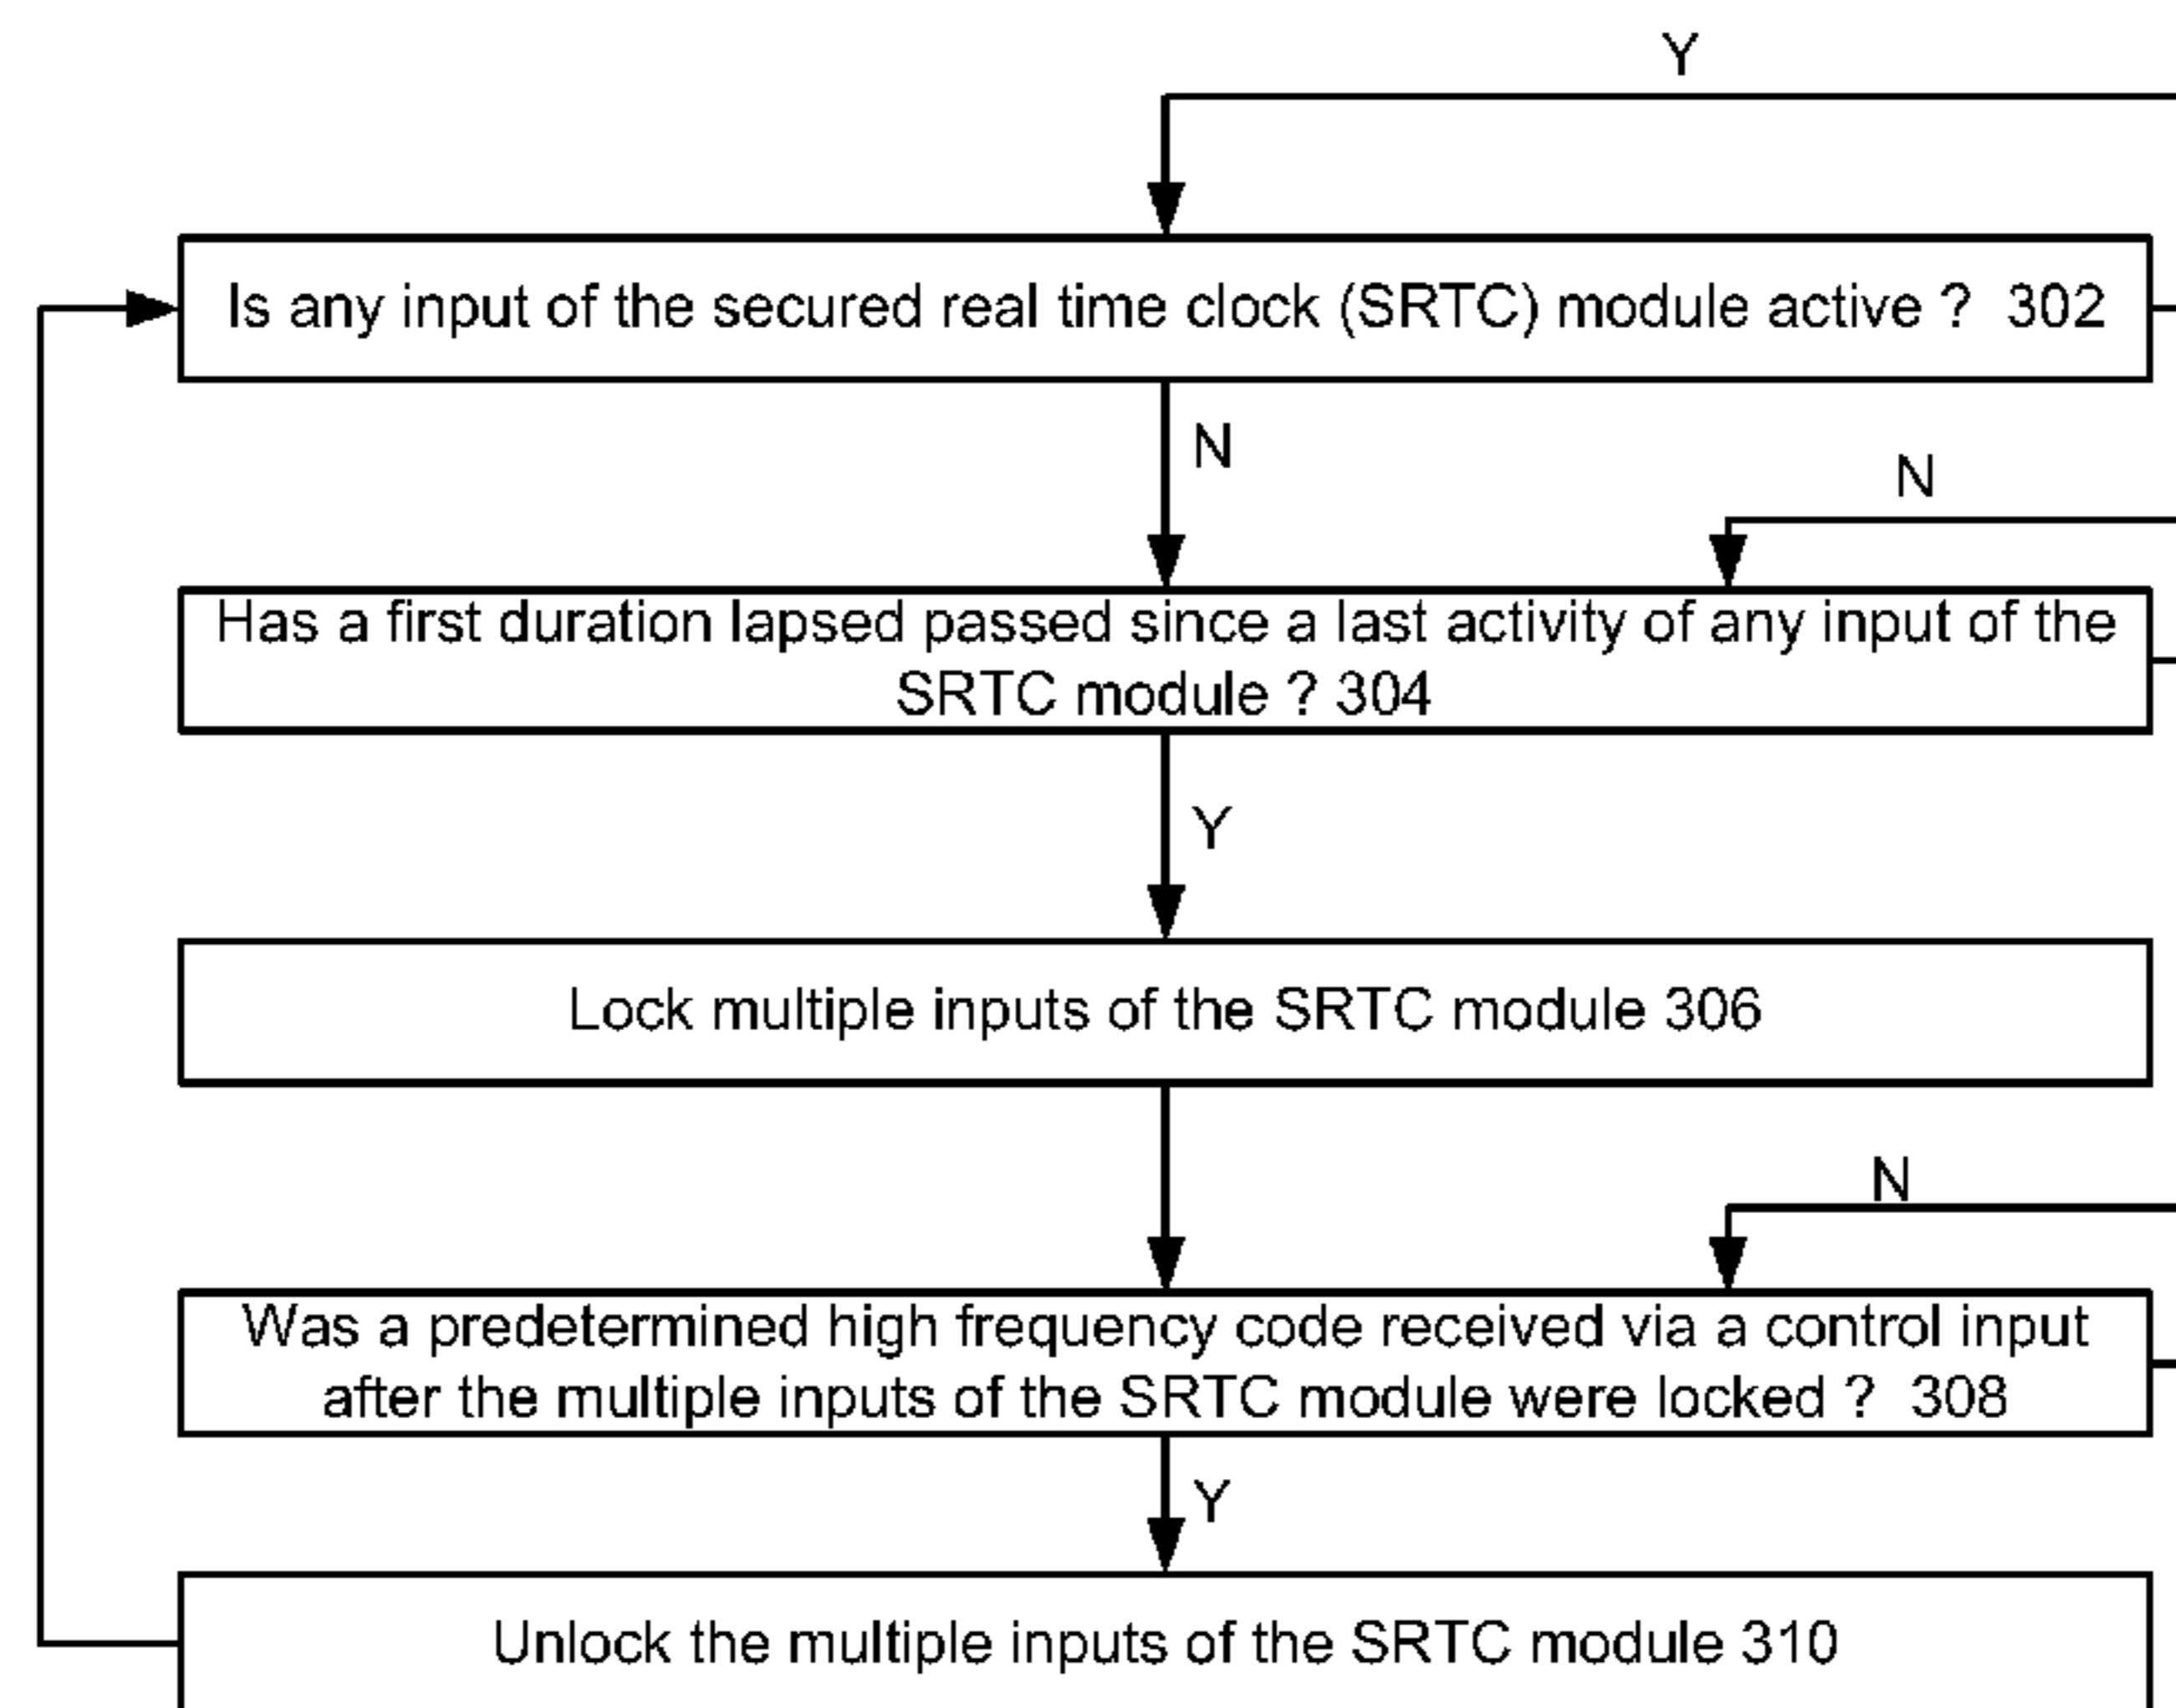 Y
Is any input of the secured real time clock (SRTC) module active ? 302
N
N
Has a first duration lapsed passed since a last activity of any input of the
SRTC module ? 304
Y
Lock multiple inputs of the SRTC module 306
N
Was a predetermined high frequency code received via a control input
after the multiple inputs of the SRTC module were locked ? 308
Y
Unlock the multiple inputs of the SRTC module 310